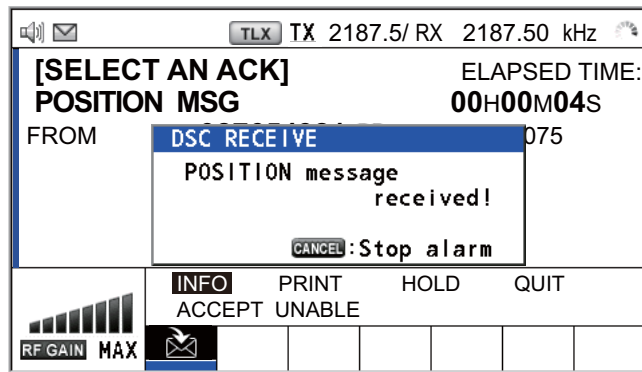 TLX TX 2187.5/ RX 2187.50 kHz
[SELECT AN ACK] ELAPSED TIME:
POSITION MSG 00H00M04S
FROM 075
DSC RECEIVE
POSITION message
received!
CANCEL:Stop alarm
INFO PRINT HOLD QUIT
ACCEPT UNABLE
RF GAIN MAX